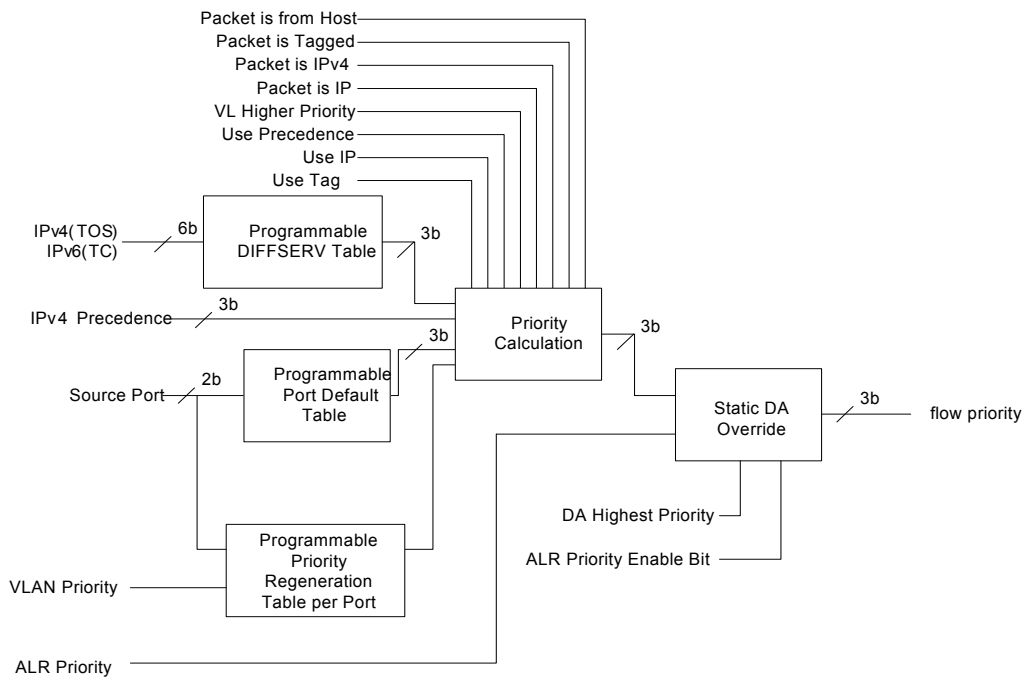 Packet is from Host
Packet is Tagged
Packet is IPv4
Packet is IP
VL Higher Priority
Use Precedence
Use IP
Use Tag
IPv4(TOS)
IPv6(TC)
6b
Programmable
DIFFSERV Table
3b
IPv4 Precedence
3b
Priority
Calculation
3b
3b
Source Port
2b
Programmable
Port Default
Table
Static DA
Override
3b
flow priority
DA Highest Priority
ALR Priority Enable Bit
Programmable
Priority
Regeneration
Table per Port
VLAN Priority
ALR Priority